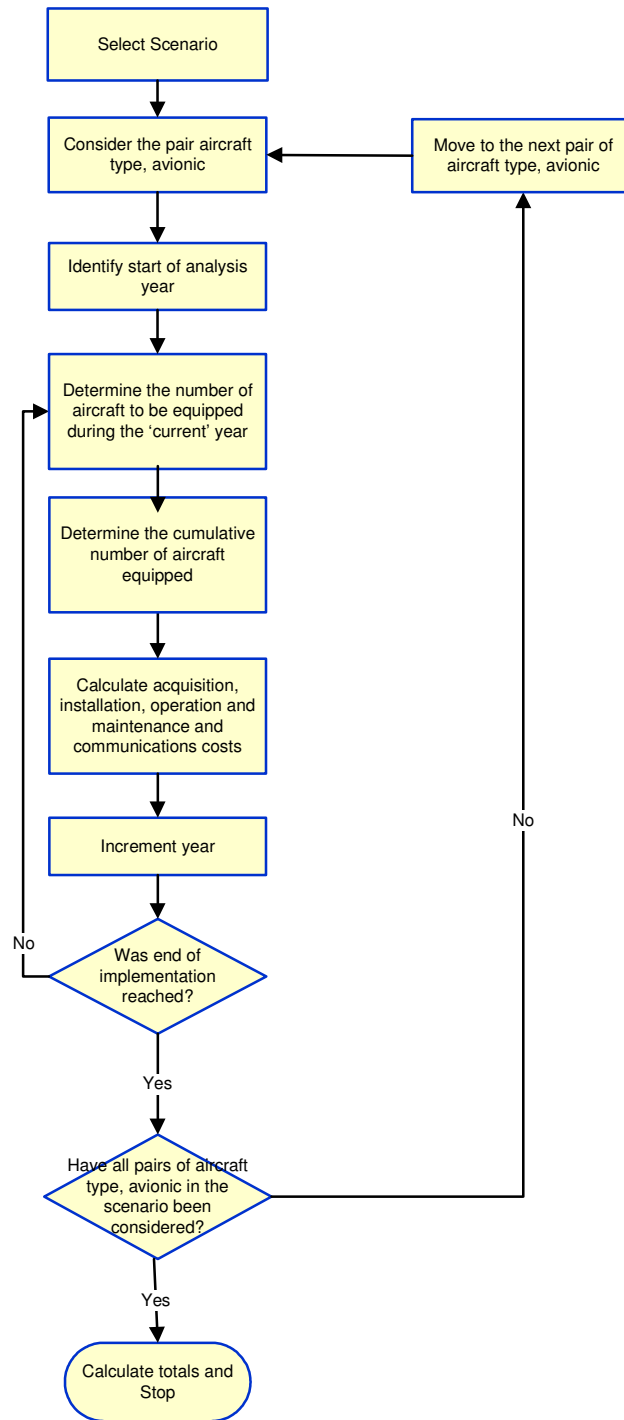 Select Scenario
Consider the pair aircraft
type, avionic
Move to the next pair of
aircraft type, avionic
Identify start of analysis
year
Determine the number of
aircraft to be equipped
during the ‘current’ year
Determine the cumulative
number of aircraft
equipped
Calculate acquisition,
installation, operation and
maintenance and
communications costs
No
Increment year
No
Was end of
implementation
reached?
Yes
Have all pairs of aircraft
type, avionic in the
scenario been
considered?
Yes
Calculate totals and
Stop